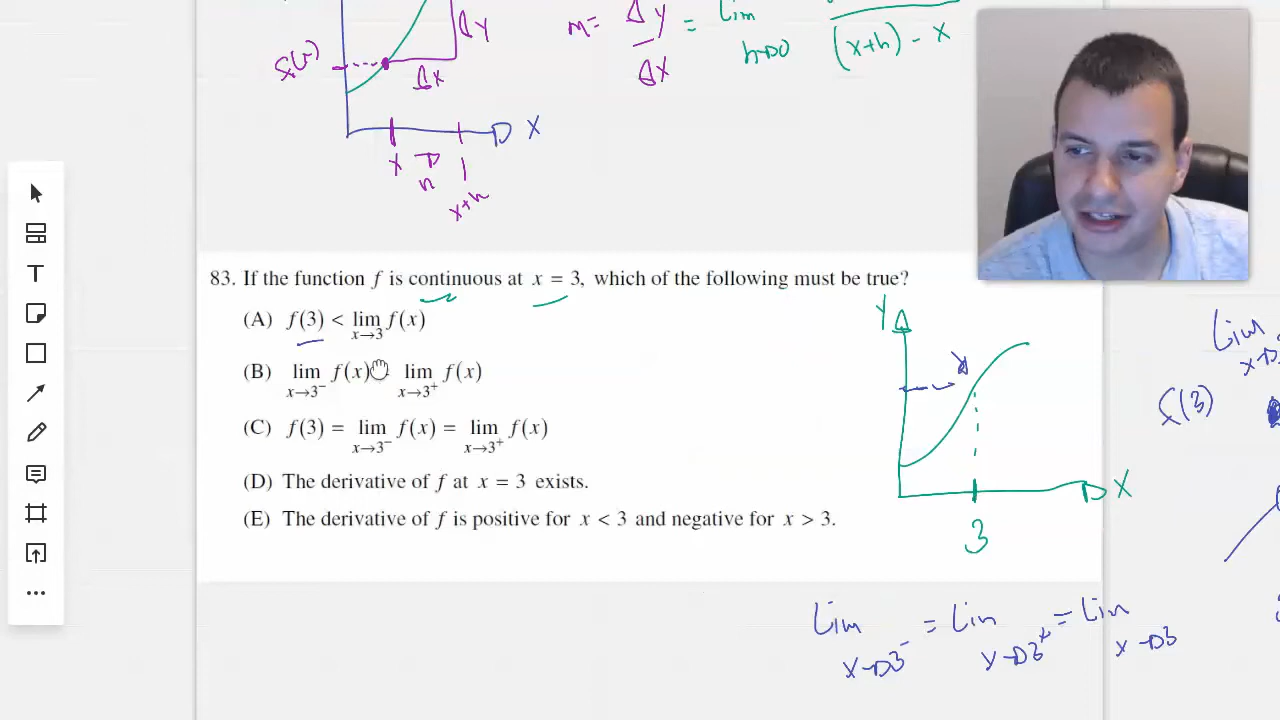 f(x)
Δy
Δx
m = Δy/Δx = lim h→0 (x+h) - x
x
x h x+h
83. If the function f is continuous at x = 3, which of the following must be true?
(A) f(3) < lim x→3 f(x)
(B) lim x→3⁻ f(x) lim x→3⁺ f(x)
(C) f(3) = lim x→3⁻ f(x) = lim x→3⁺ f(x)
(D) The derivative of f at x = 3 exists.
(E) The derivative of f is positive for x < 3 and negative for x > 3.
y
x
3
lim
f(3)
lim x→3⁻ = lim x→3⁺ = lim x→3
T